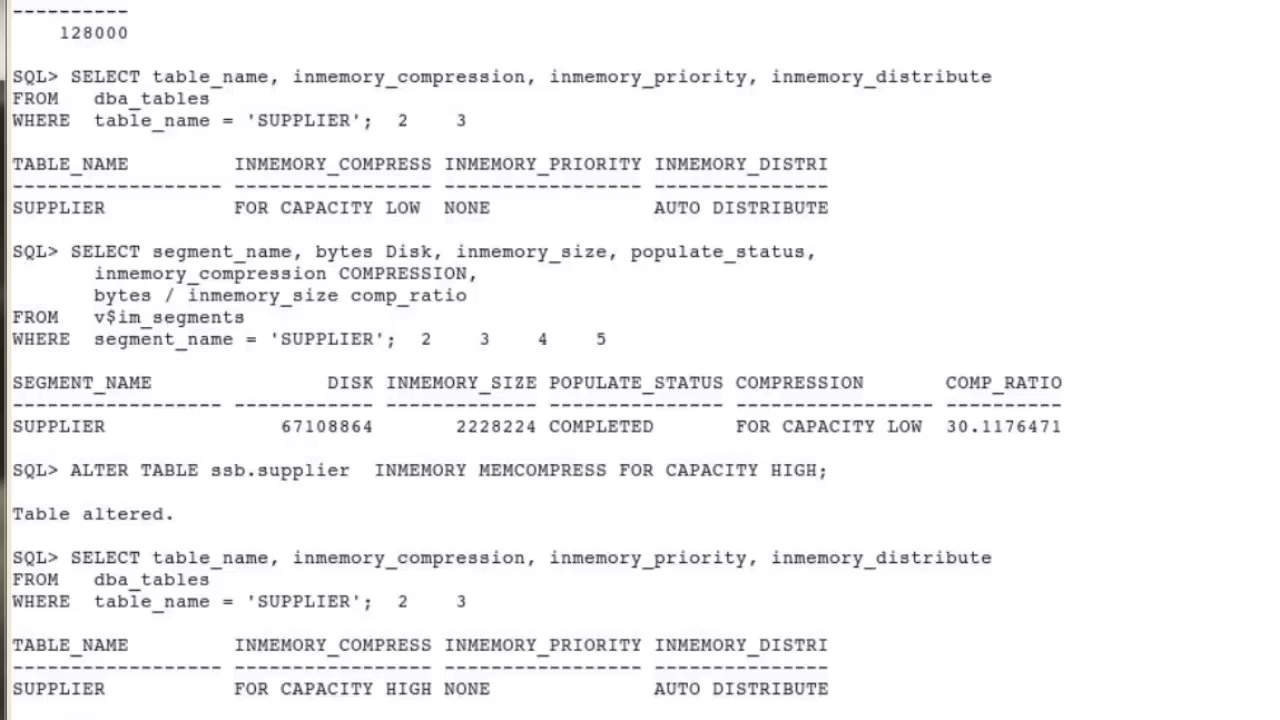 ----------
    128000
SQL> SELECT table_name, inmemory_compression, inmemory_priority, inmemory_distribute
FROM   dba_tables
WHERE  table_name = 'SUPPLIER';  2    3
TABLE_NAME         INMEMORY_COMPRESS INMEMORY_PRIORITY INMEMORY_DISTRI
------------------ ----------------- ----------------- ---------------
SUPPLIER           FOR CAPACITY LOW  NONE              AUTO DISTRIBUTE
SQL> SELECT segment_name, bytes Disk, inmemory_size, populate_status,
       inmemory_compression COMPRESSION,
       bytes / inmemory_size comp_ratio
FROM   v$im_segments
WHERE  segment_name = 'SUPPLIER';  2    3    4    5
SEGMENT_NAME               DISK INMEMORY_SIZE POPULATE_STATUS COMPRESSION       COMP_RATIO
------------------ ------------ ------------- --------------- ----------------- ----------
SUPPLIER               67108864       2228224 COMPLETED       FOR CAPACITY LOW  30.1176471
SQL> ALTER TABLE ssb.supplier  INMEMORY MEMCOMPRESS FOR CAPACITY HIGH;
Table altered.
SQL> SELECT table_name, inmemory_compression, inmemory_priority, inmemory_distribute
FROM   dba_tables
WHERE  table_name = 'SUPPLIER';  2    3
TABLE_NAME         INMEMORY_COMPRESS INMEMORY_PRIORITY INMEMORY_DISTRI
------------------ ----------------- ----------------- ---------------
SUPPLIER           FOR CAPACITY HIGH NONE              AUTO DISTRIBUTE